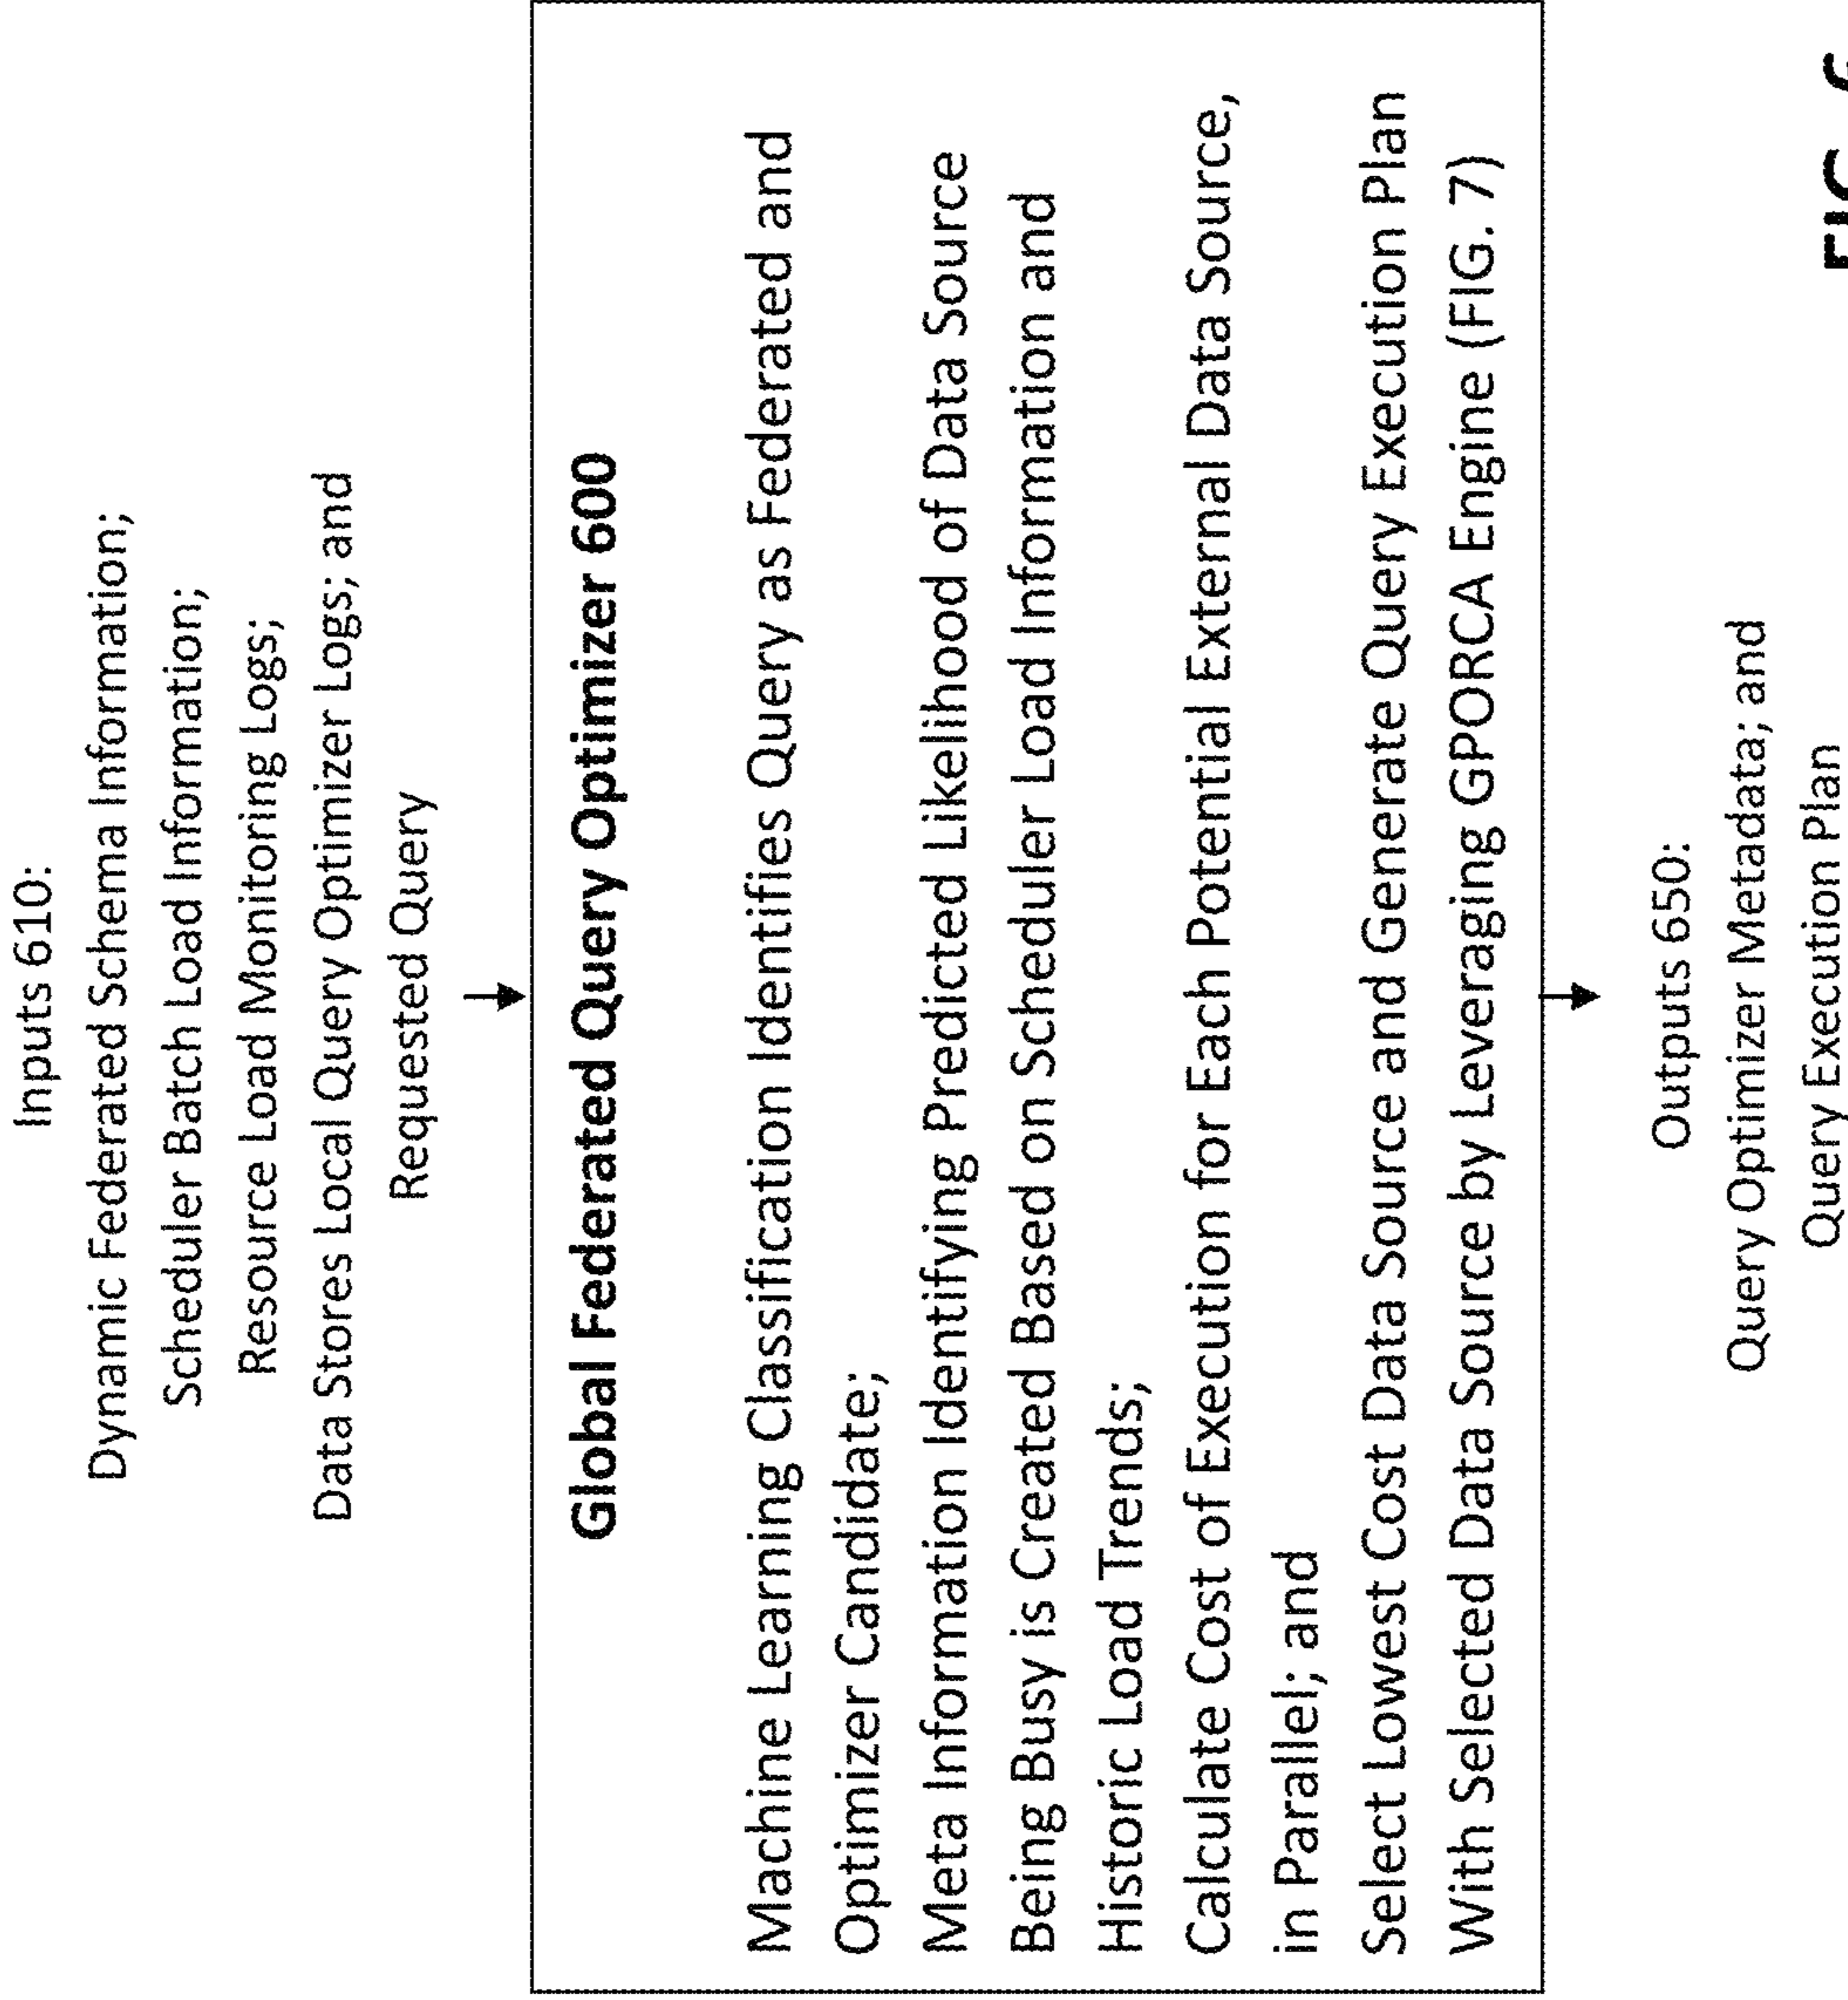 Inputs 610:
Dynamic Federated Schema Information;
Scheduler Batch Load Information;
Resource Load Monitoring Logs;
Data Stores Local Query Optimizer Logs; and
Requested Query
Global Federated Query Optimizer 600
Machine Learning Classification Identifies Query as Federated and
Optimizer Candidate;
Meta Information Identifying Predicted Likelihood of Data Source
Being Busy is Created Based on Scheduler Load Information and
Historic Load Trends;
Calculate Cost of Execution for Each Potential External Data Source,
in Parallel; and
Select Lowest Cost Data Source and Generate Query Execution Plan
With Selected Data Source by Leveraging GPORCA Engine (FIG. 7)
Outputs 650:
Query Optimizer Metadata; and
Query Execution Plan